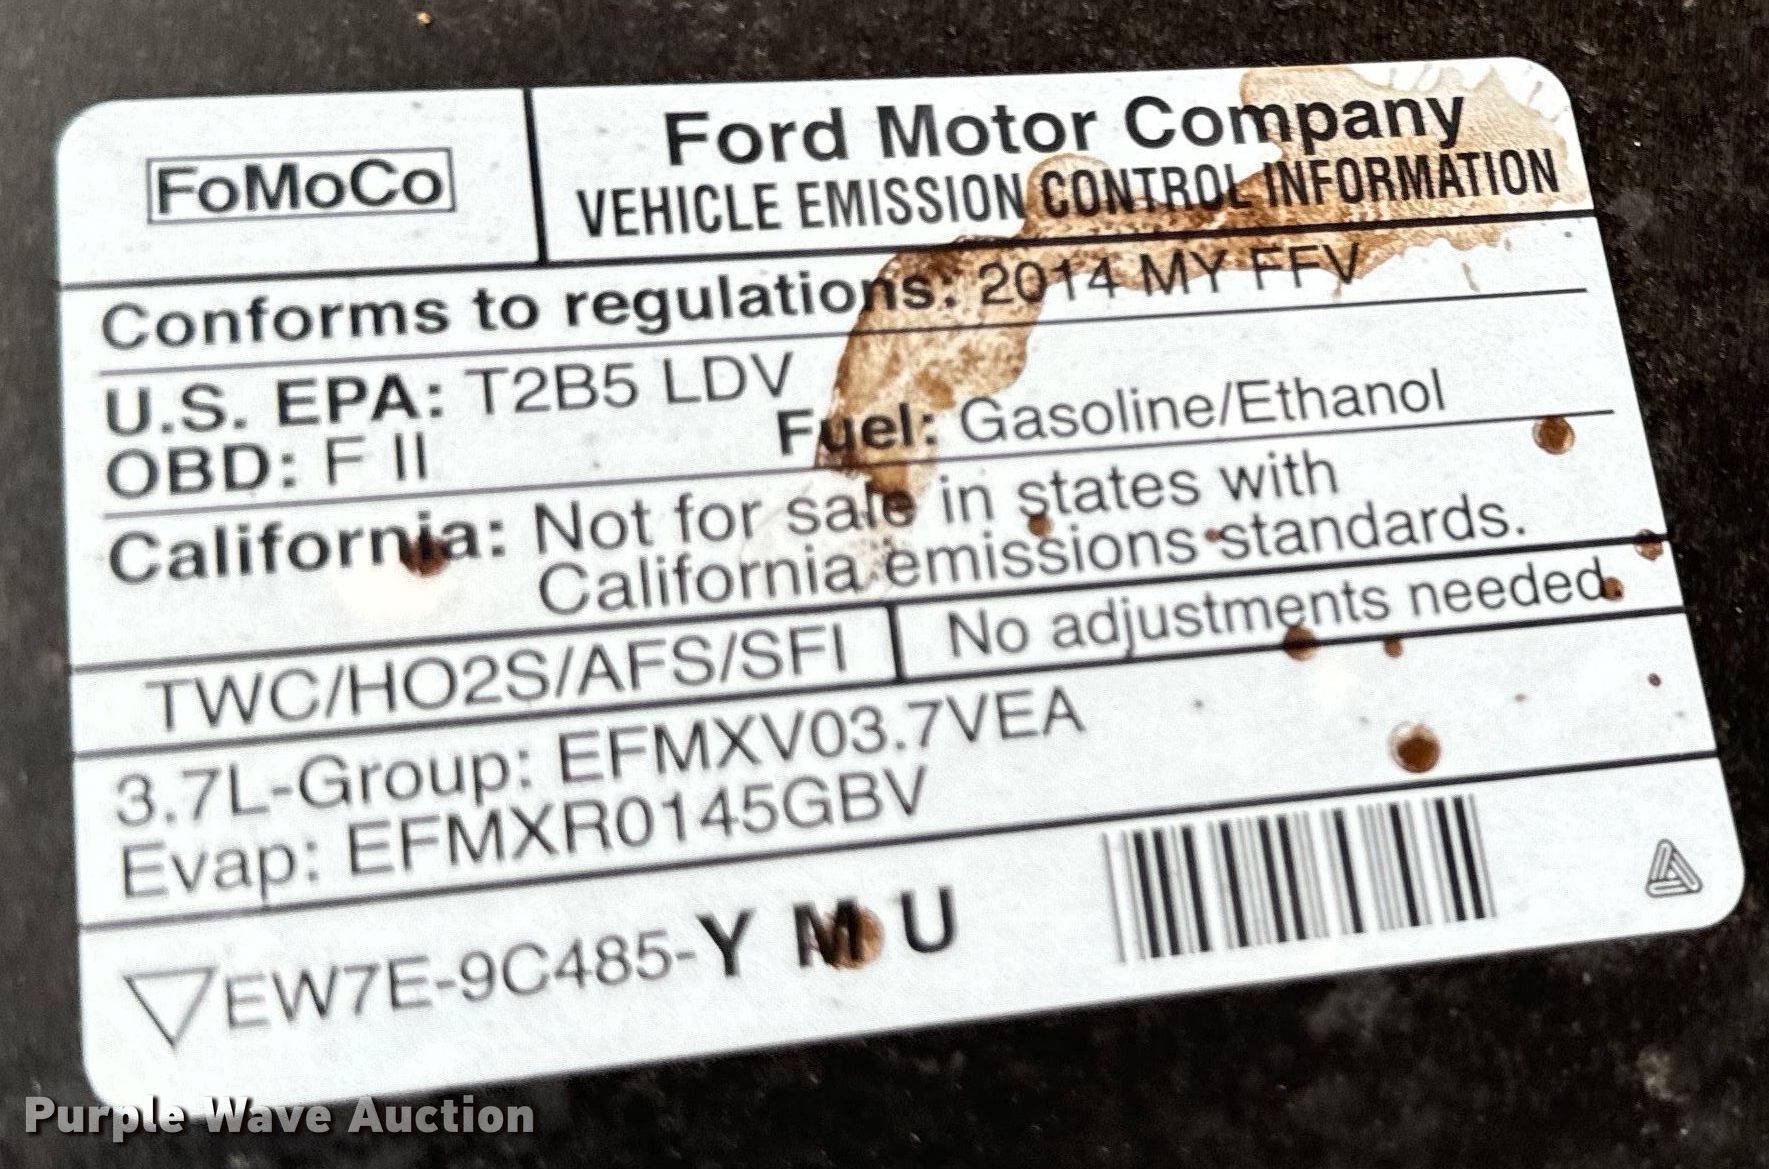 FoMoCo
Ford Motor Company
VEHICLE EMISSION CONTROL INFORMATION
Conforms to regulations: 2014 MY FFV
U.S. EPA: T2B5 LDV
OBD: F II
Fuel: Gasoline/Ethanol
California: Not for sale in states with
California emissions standards.
TWC/HO2S/AFS/SFI
No adjustments needed.
3.7L-Group: EFMXV03.7VEA
Evap: EFMXR0145GBV
EW7E-9C485-Y M U
Purple Wave Auction